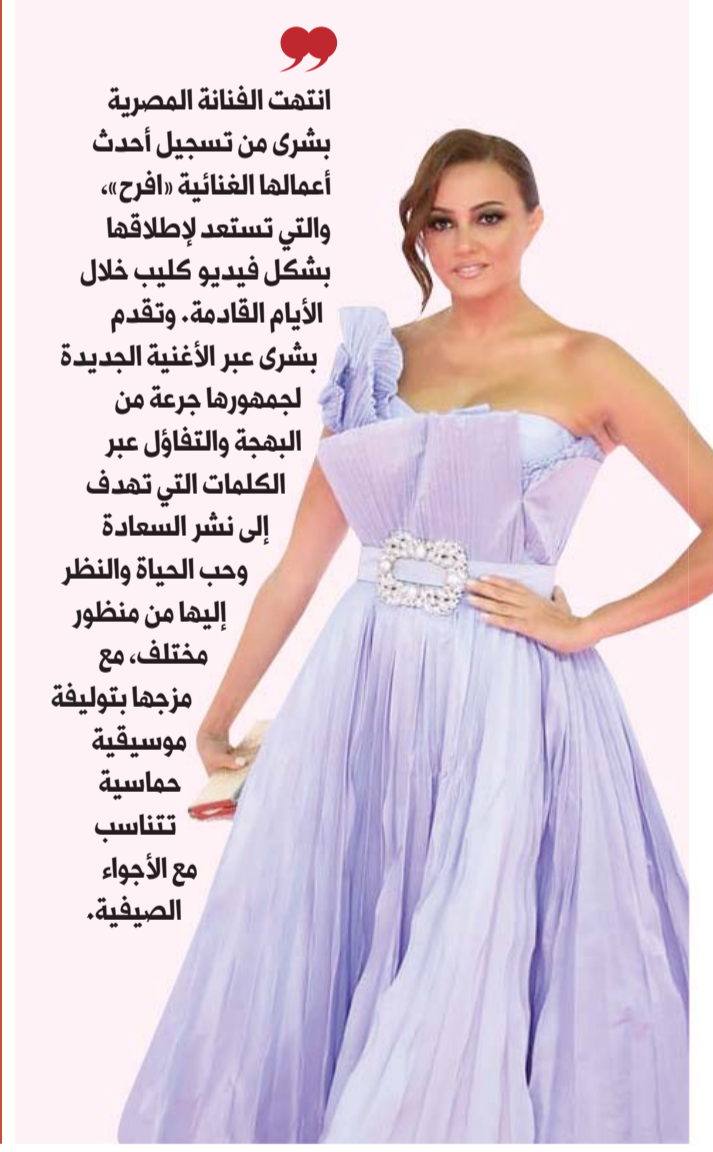 انتهت الفنانة المصرية
بشرى من تسجيل أحدث
أعمالها الغنائية «افرح»،
والتي تستعد لإطلاقها
بشكل فيديو كليب خلال
الأيام القادمة. وتقدم
بشرى عبر الأغنية الجديدة
لجمهورها جرعة من
البهجة والتفاؤل عبر
الكلمات التي تهدف
إلى نشر السعادة
وحب الحياة والنظر
إليها من منظور
مختلف، مع
مزجها بتوليفة
موسيقية
حماسية
تتناسب
مع الأجواء
الصيفية.